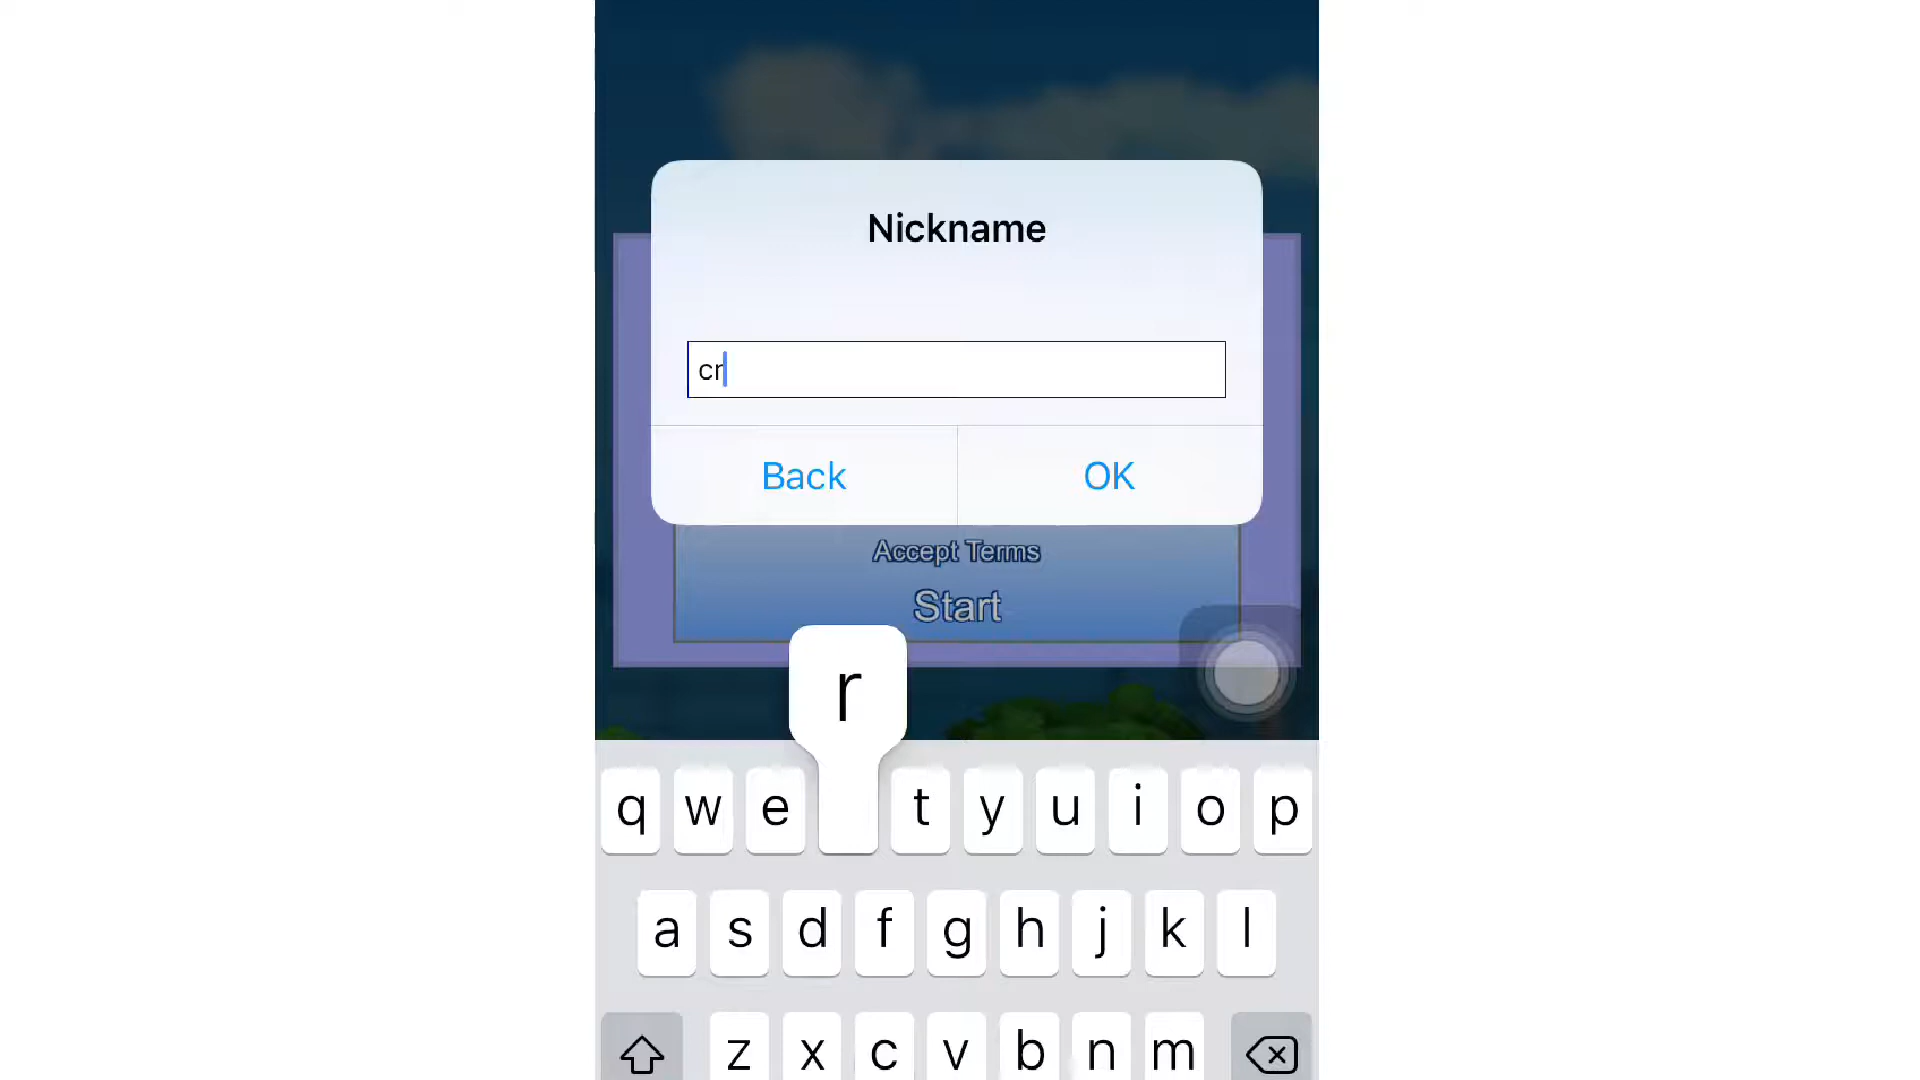 Nickname
cr
Back OK
Accept Terms
Start
r
q w e t y u i o p
a s d f g h j k l
z x c v b n m